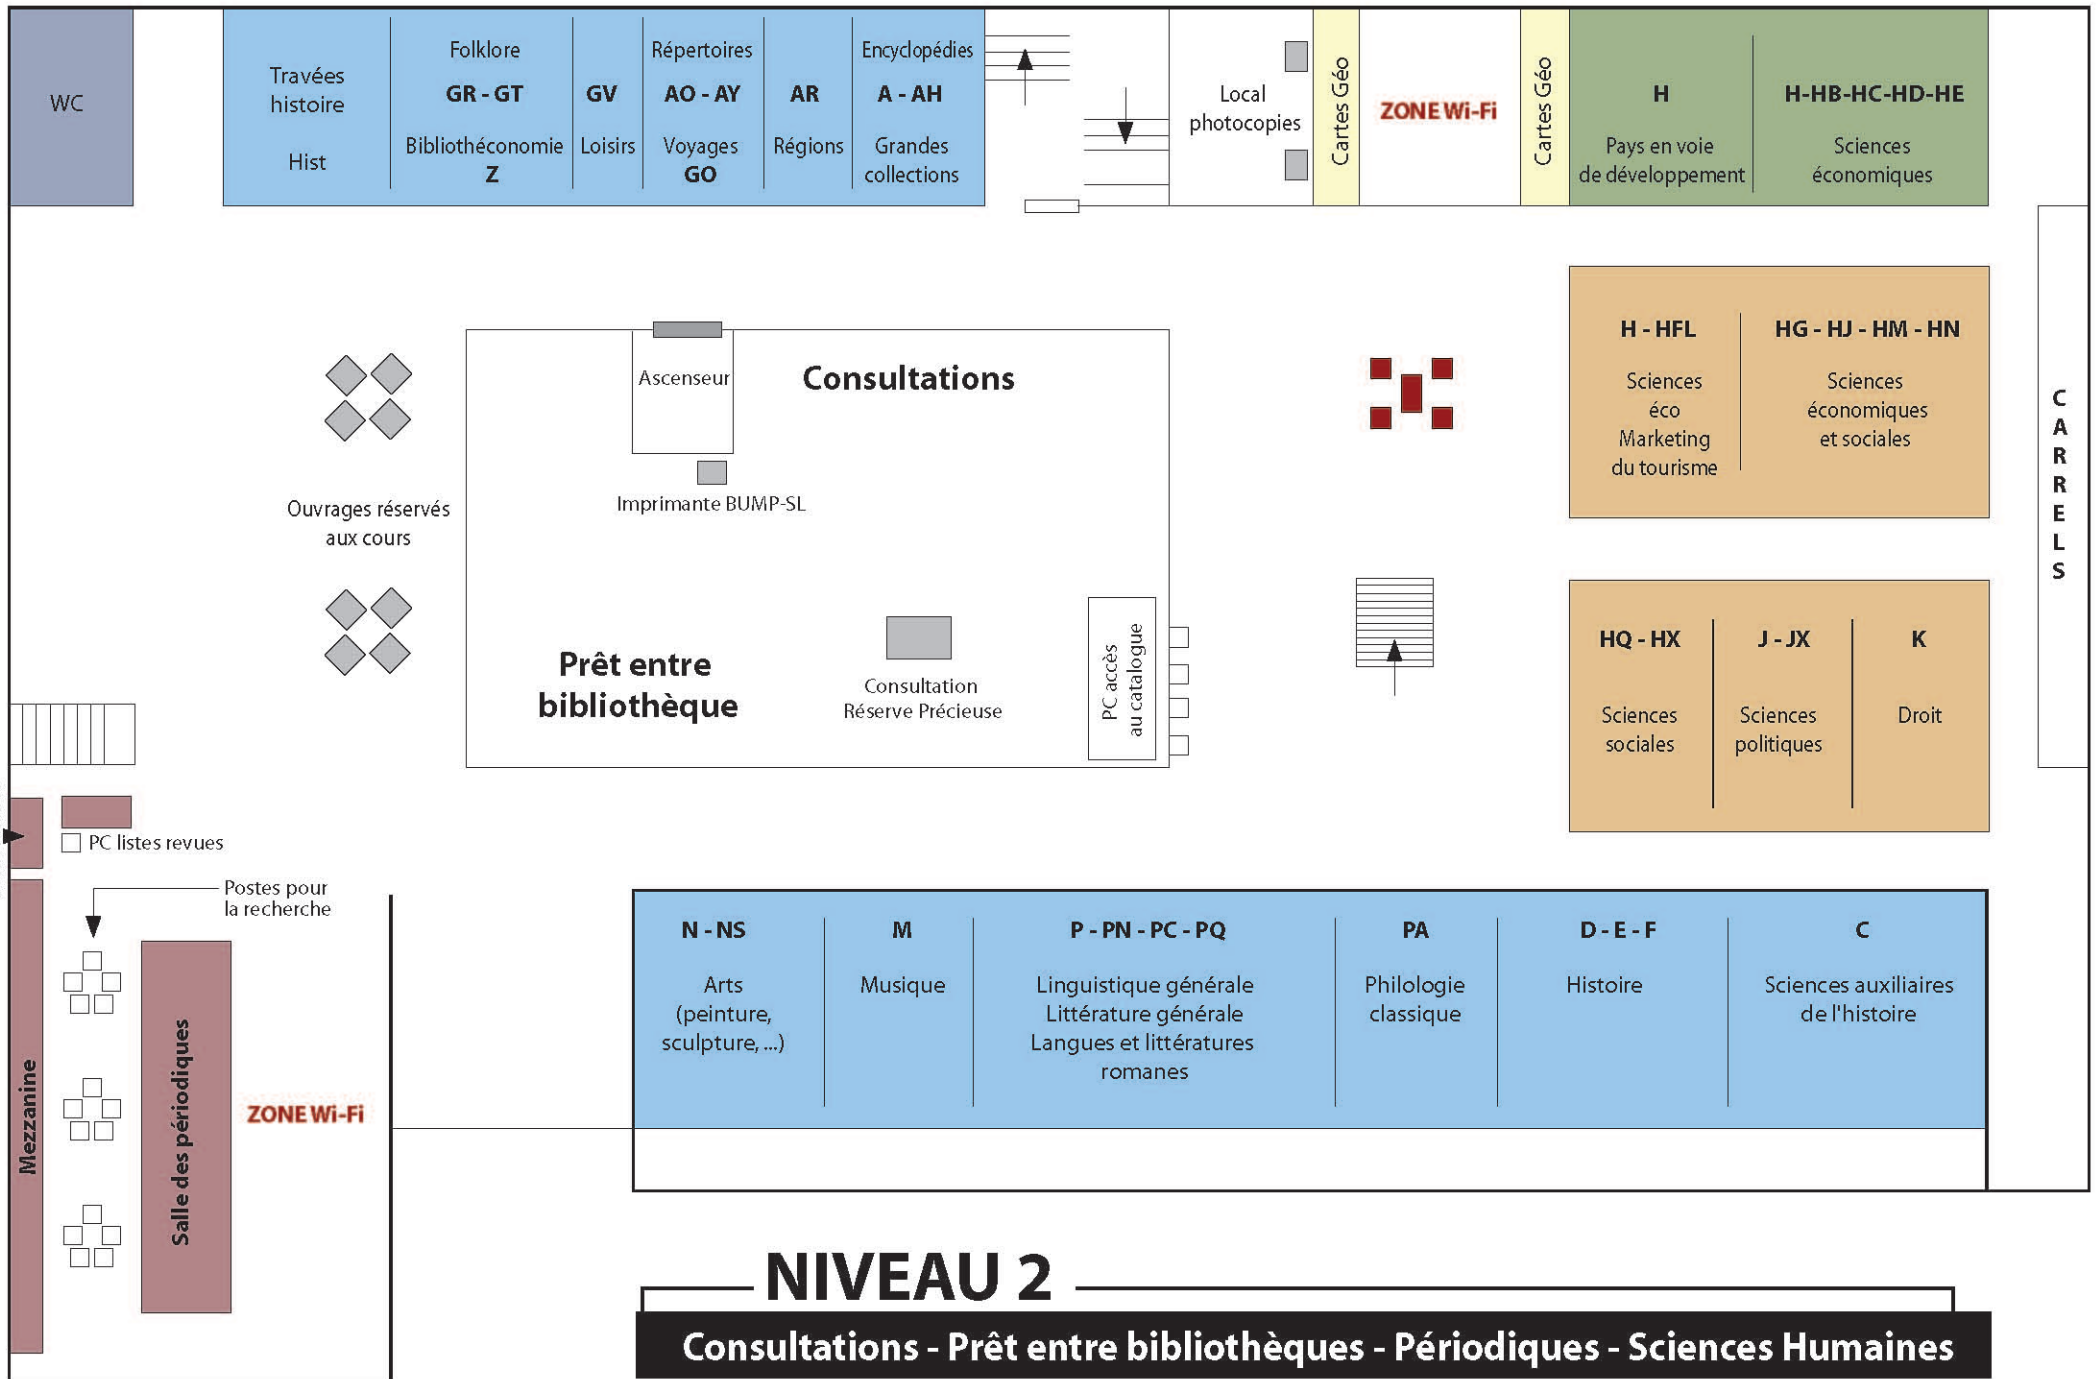 WC
Travées
histoire
Hist
Folklore
GR - GT
Bibliothéconomie
Z
GV
Loisirs
Répertoires
AO - AY
Voyages
GO
AR
Régions
Encyclopédies
A - AH
Grandes
collections
Local
photocopies
Cartes Géo
ZONE Wi-Fi
Cartes Géo
H
Pays en voie
de développement
H-HB-HC-HD-HE
Sciences
économiques
CARRELS
H - HFL
Sciences
éco
Marketing
du tourisme
HG - HJ - HM - HN
Sciences
économiques
et sociales
Ascenseur
Consultations
Imprimante BUMP-SL
Ouvrages réservés
aux cours
Prêt entre
bibliothèque
Consultation
Réserve Précieuse
PC accès
au catalogue
HQ - HX
Sciences
sociales
J - JX
Sciences
politiques
K
Droit
PC listes revues
Postes pour
la recherche
Mezzanine
Salle des périodiques
ZONE Wi-Fi
N - NS
Arts
(peinture,
sculpture, ...)
M
Musique
P - PN - PC - PQ
Linguistique générale
Littérature générale
Langues et littératures
romanes
PA
Philologie
classique
D - E - F
Histoire
C
Sciences auxiliaires
de l'histoire
NIVEAU 2
Consultations - Prêt entre bibliothèques - Périodiques - Sciences Humaines